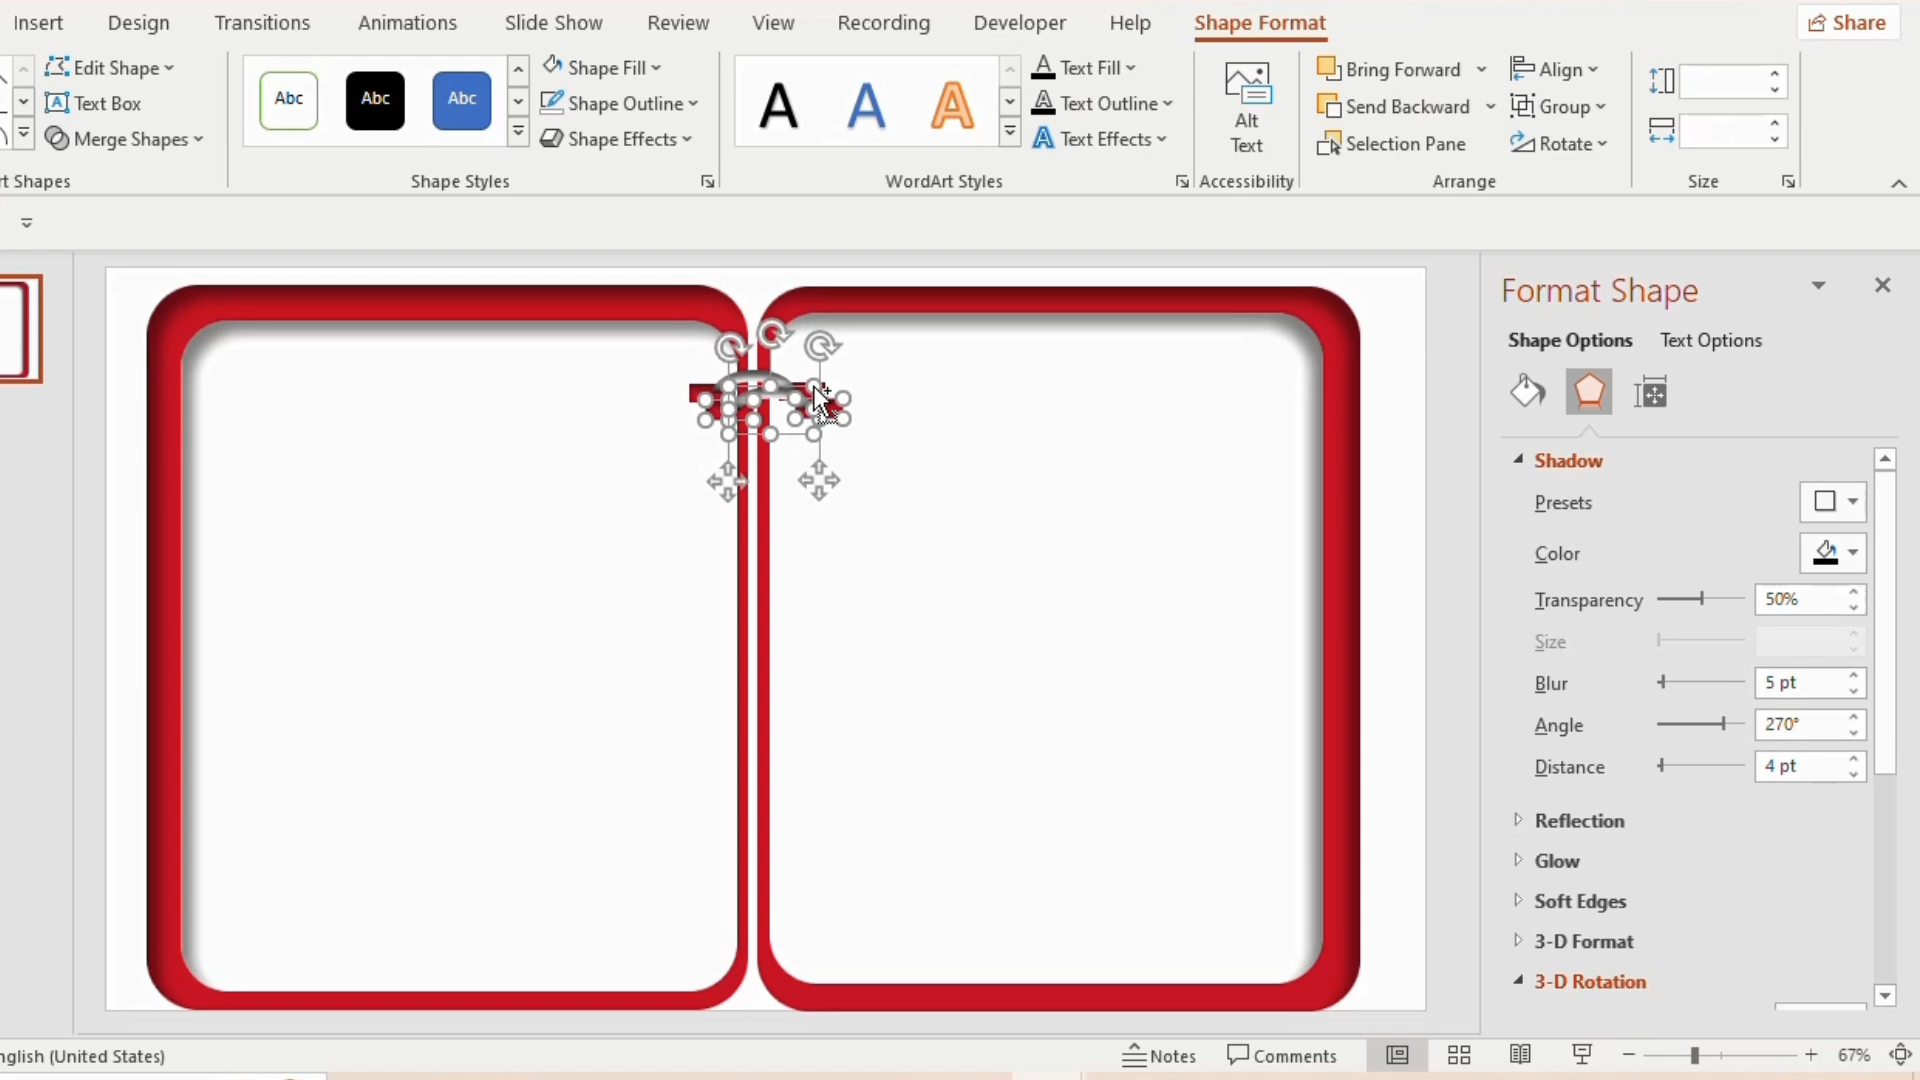 Insert Design Transitions Animations Slide Show Review View Recording Developer Help Shape Format Share
Edit Shape
Text Box
Merge Shapes
rt Shapes
Abc Abc Abc
Shape Fill
Shape Outline
Shape Effects
Shape Styles
A A A
Text Fill
Text Outline
Text Effects
WordArt Styles
Alt
Text
Accessibility
Bring Forward
Send Backward
Selection Pane
Align
Group
Rotate
Arrange
Size
Format Shape
Shape Options Text Options
Shadow
Presets
Color
Transparency 50%
Size
Blur 5 pt
Angle 270°
Distance 4 pt
Reflection
Glow
Soft Edges
3-D Format
3-D Rotation
nglish (United States) Notes Comments 67%